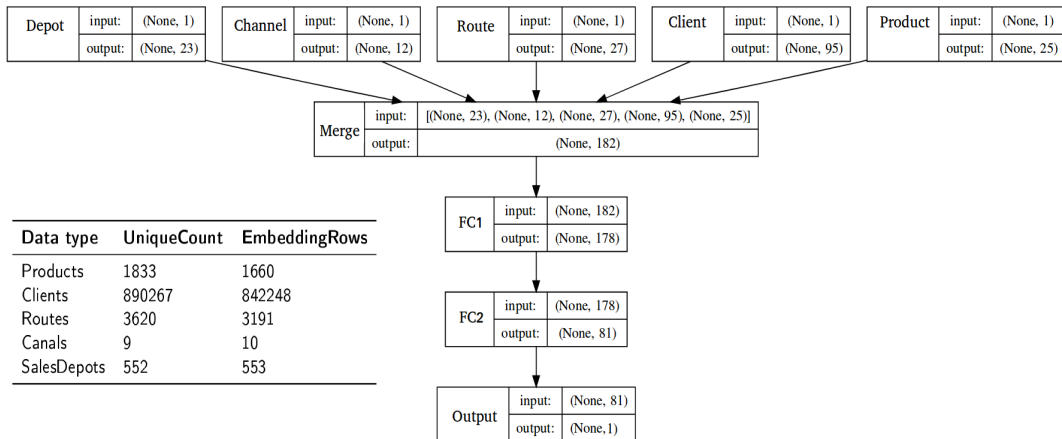 Depot input: (None, 1)
output: (None, 23)
Channel input: (None, 1)
output: (None, 12)
Route input: (None, 1)
output: (None, 27)
Client input: (None, 1)
output: (None, 95)
Product input: (None, 1)
output: (None, 25)
Merge input: [(None, 23), (None, 12), (None, 27), (None, 95), (None, 25)]
output: (None, 182)
FC1 input: (None, 182)
output: (None, 178)
FC2 input: (None, 178)
output: (None, 81)
Output input: (None, 81)
output: (None,1)
Data type UniqueCount EmbeddingRows
Products 1833 1660
Clients 890267 842248
Routes 3620 3191
Canals 9 10
SalesDepots 552 553